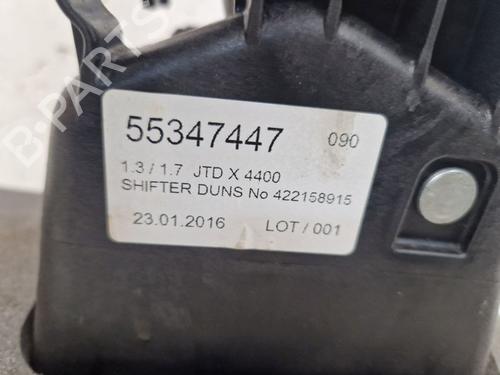 55347447 090
1.3 / 1.7 JTD X 4400
SHIFTER DUNS No 422158915
23.01.2016 LOT / 001
B-PARTS